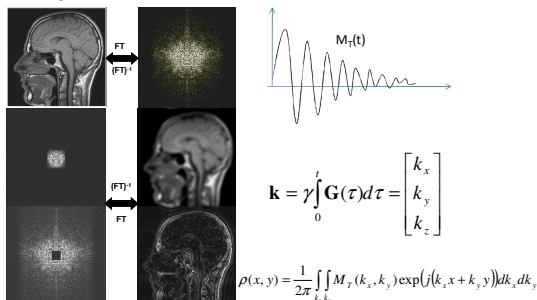 FT
(FT)⁻¹
M_T(t)
(FT)⁻¹
FT
k = γ∫₀ᵗ G(τ)dτ = [k_x k_y k_z]
ρ(x, y) = 1/2π ∫∫ M_T(k_x, k_y) exp(j(k_x x + k_y y))dk_x dk_y